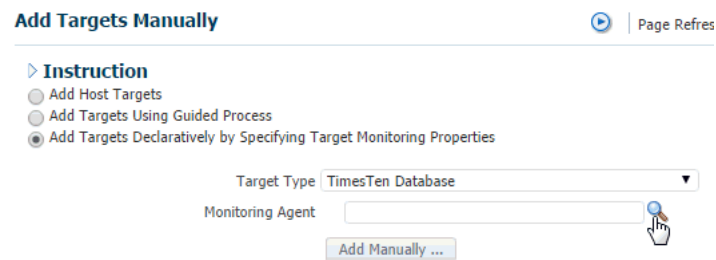 Add Targets Manually
Page Refres
Instruction
Add Host Targets
Add Targets Using Guided Process
Add Targets Declaratively by Specifying Target Monitoring Properties
Target Type TimesTen Database
Monitoring Agent
Add Manually ...